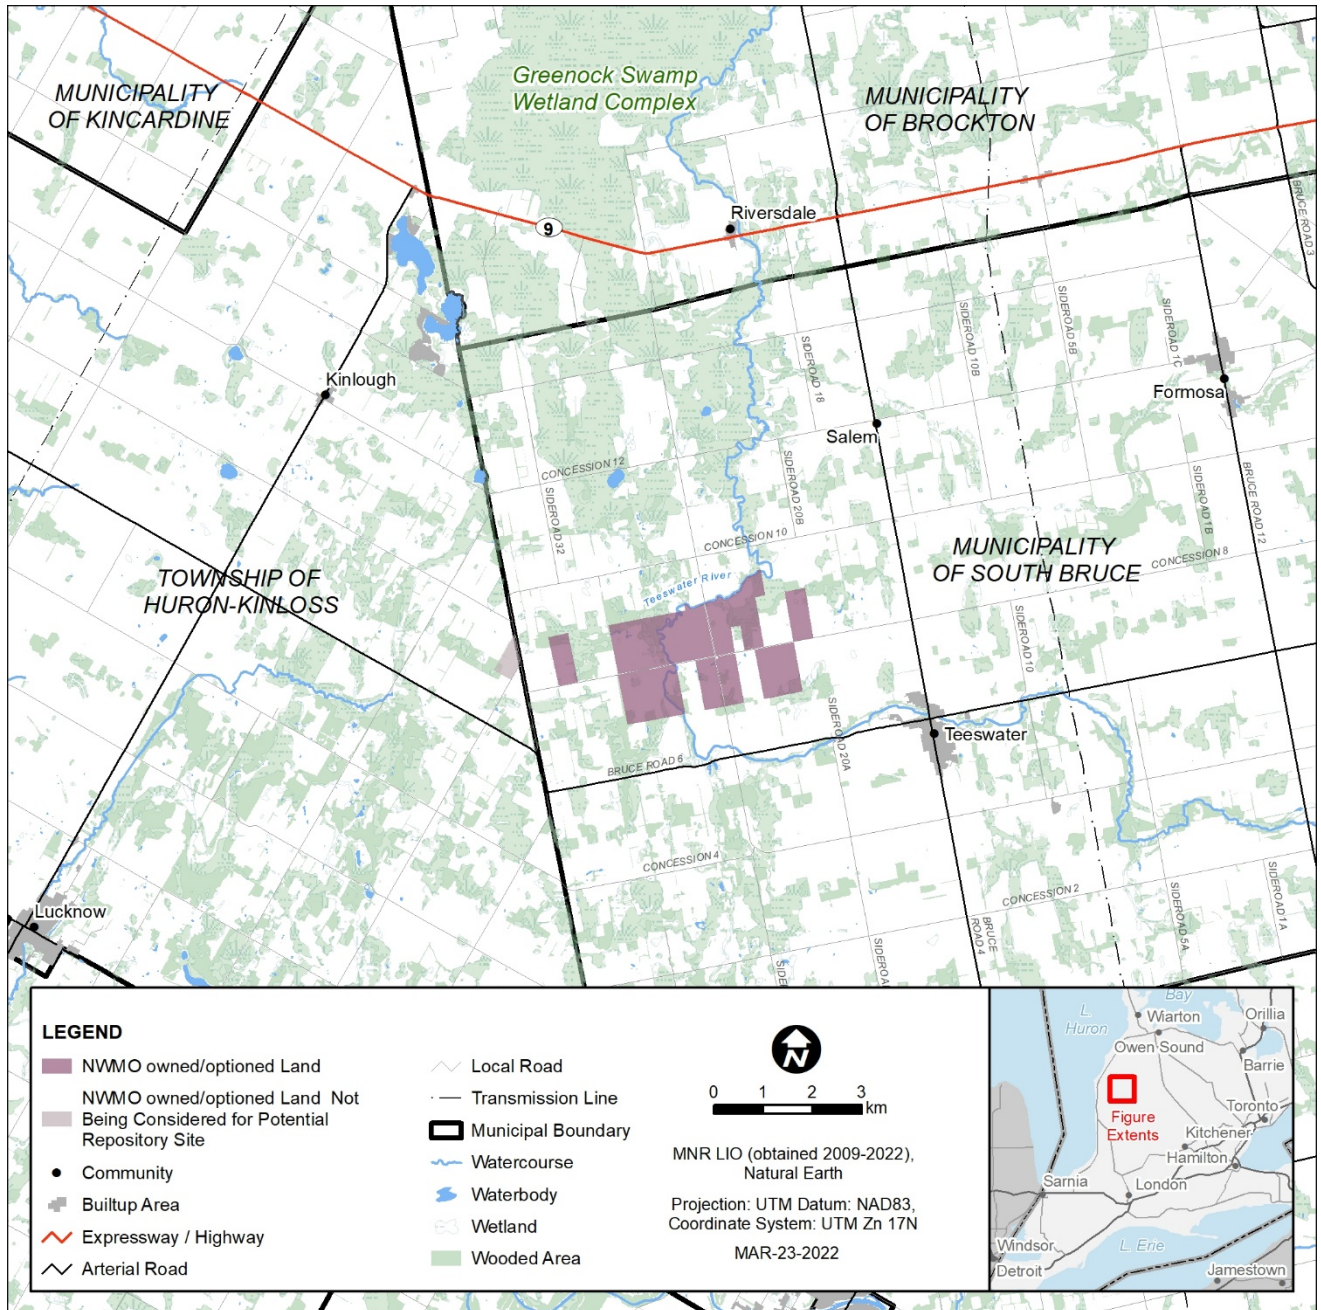 Greenock Swamp
Wetland Complex
MUNICIPALITY
OF KINCARDINE
MUNICIPALITY
OF BROCKTON
BRUCE ROAD 3
Riversdale
9
SIDEROAD 18
SIDEROAD 10B
SIDEROAD 5B
SIDEROAD 1C
Kinlough
Formosa
Salem
CONCESSION 12
SIDEROAD 32
SIDEROAD 20B
SIDEROAD 1B
BRUCE ROAD 12
CONCESSION 10
MUNICIPALITY
OF SOUTH BRUCE
CONCESSION 8
TOWNSHIP OF
HURON-KINLOSS
Teeswater River
SIDEROAD 10
SIDEROAD 20A
Teeswater
BRUCE ROAD 6
CONCESSION 4
CONCESSION 2
SIDEROAD 5A
SIDEROAD 1A
Lucknow
BRUCE
ROAD 4
LEGEND
NWMO owned/optioned Land
NWMO owned/optioned Land Not
Being Considered for Potential
Repository Site
Community
Builtup Area
Expressway / Highway
Arterial Road
Local Road
Transmission Line
Municipal Boundary
Watercourse
Waterbody
Wetland
Wooded Area
N
0 1 2 3
km
MNR LIO (obtained 2009-2022),
Natural Earth
Projection: UTM Datum: NAD83,
Coordinate System: UTM Zn 17N
MAR-23-2022
L.
Huron
Bay
Wiarton
Orillia
Owen Sound
Barrie
Figure
Extents
Toronto
Kitchener
Hamilton
Sarnia
London
Windsor
Detroit
L. Erie
Jamestown